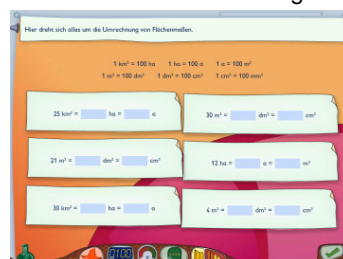 Hier dreht sich alles um die Umrechnung von Flächenmaßen.
1 km² = 100 ha 1 ha = 100 a 1 a = 100 m²
1 m² = 100 dm² 1 dm² = 100 cm² 1 cm² = 100 mm²
25 km² = ha = a
30 m² = dm² = cm²
21 m² = dm² = cm²
12 ha = a = m²
30 km² = ha = a
4 m² = dm² = cm²